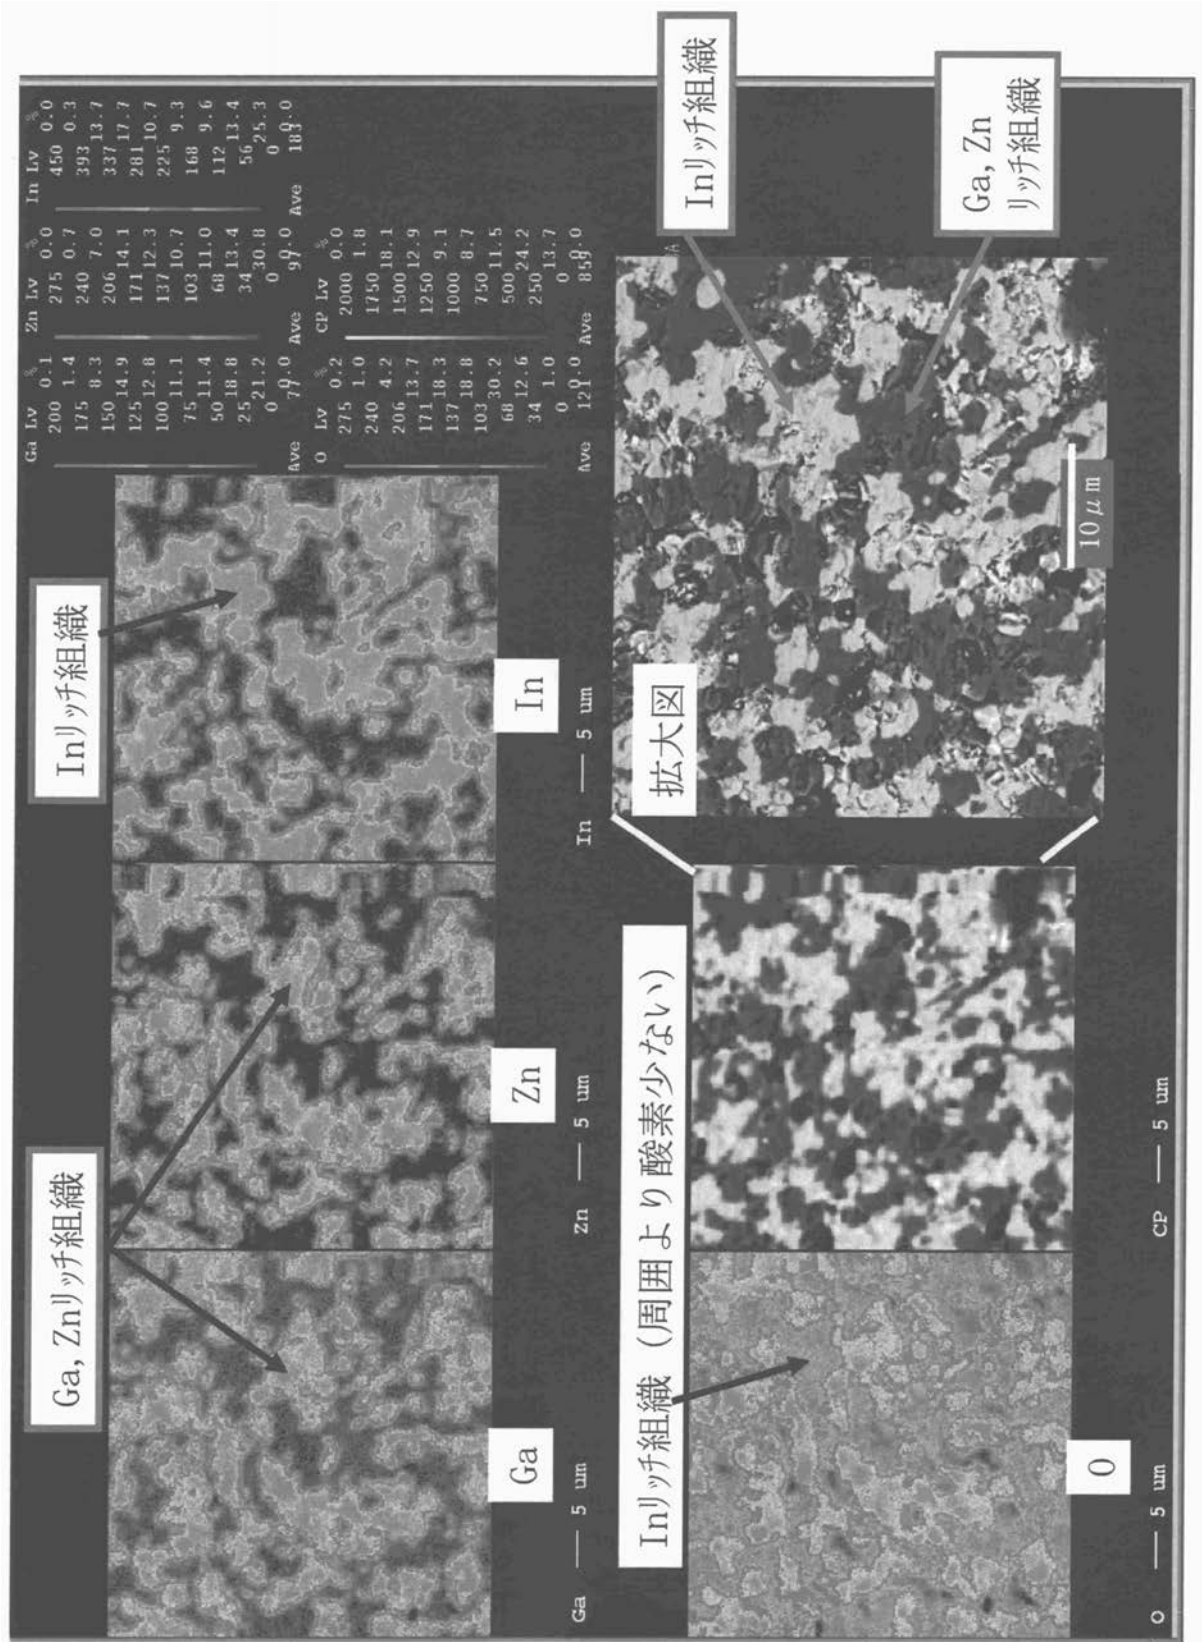 Ga, Znリッチ組織
Inリッチ組織
Ga
Zn
In
Ga 5 um
Zn 5 um
In 5 um
Ga Lv %
200 0.1
175 1.4
150 8.3
125 14.9
100 12.8
75 11.1
50 11.4
25 18.8
0 21.2
Ave 77 0.0
Zn Lv %
275 0.0
240 0.7
206 7.0
171 14.1
137 12.3
103 10.7
68 11.0
34 13.4
0 30.8
Ave 97 0.0
In Lv %
450 0.0
393 0.3
337 13.7
281 17.7
225 10.7
168 9.3
112 9.6
56 13.4
0 25.3
Ave 183 0.0
O Lv %
275 0.2
240 1.0
206 4.2
171 13.7
137 18.3
103 18.8
68 30.2
34 12.6
0 1.0
Ave 121 0.0
CP Lv %
2000 0.0
1750 1.8
1500 18.1
1250 12.9
1000 9.1
750 8.7
500 11.5
250 24.2
0 13.7
Ave 859 0.0
Inリッチ組織 (周囲より酸素少ない)
拡大図
Inリッチ組織
Ga, Zn
リッチ組織
10μm
O
O 5 um
CP 5 um